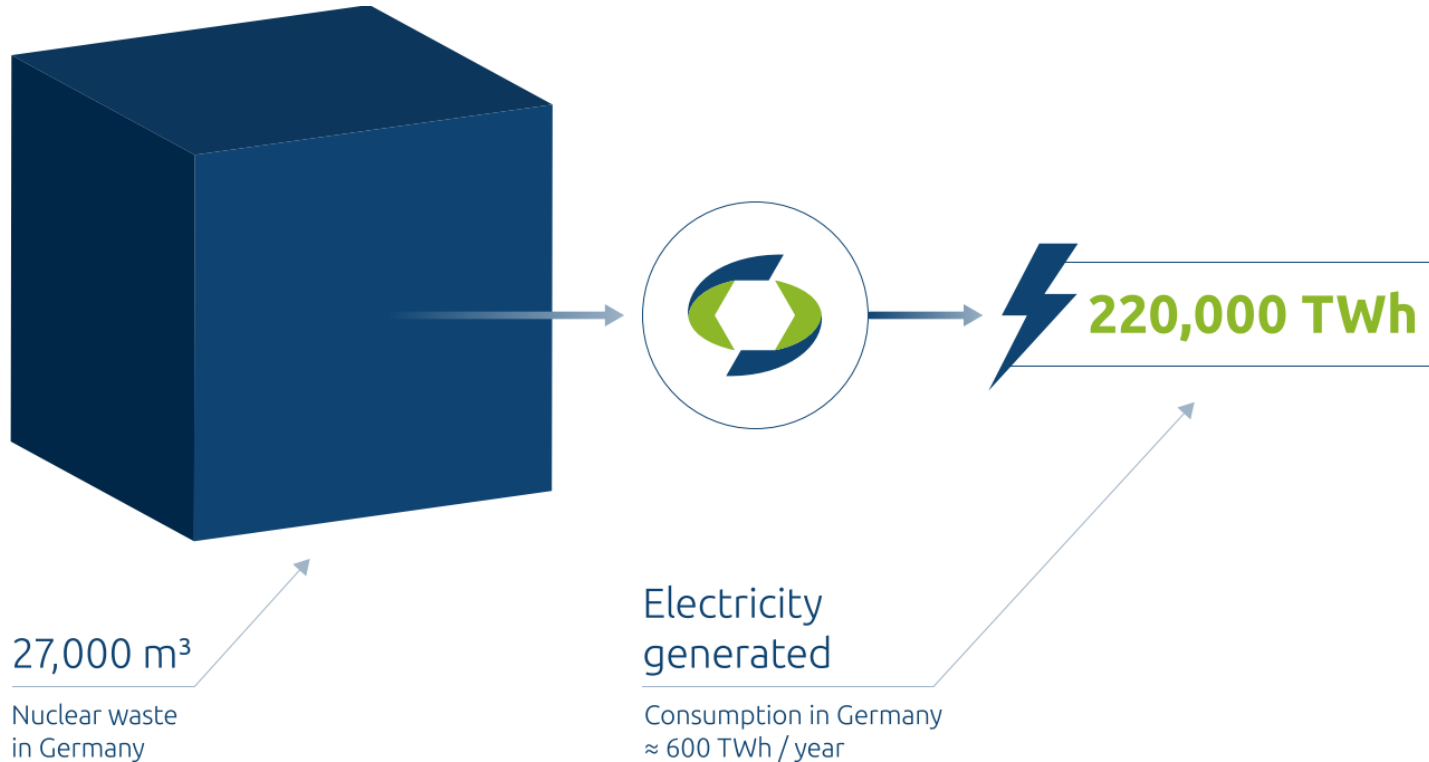 220,000 TWh
27,000 m³
Nuclear waste
in Germany
Electricity
generated
Consumption in Germany
≈ 600 TWh / year